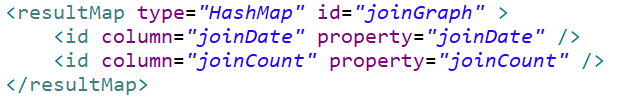 <resultMap type="HashMap" id="joinGraph" >
    <id column="joinDate" property="joinDate" />
    <id column="joinCount" property="joinCount" />
</resultMap>